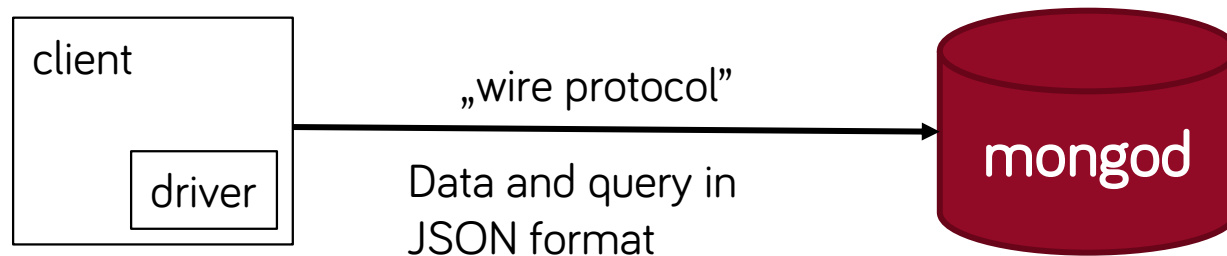 client
driver
„wire protocol”
Data and query in
JSON format
mongod